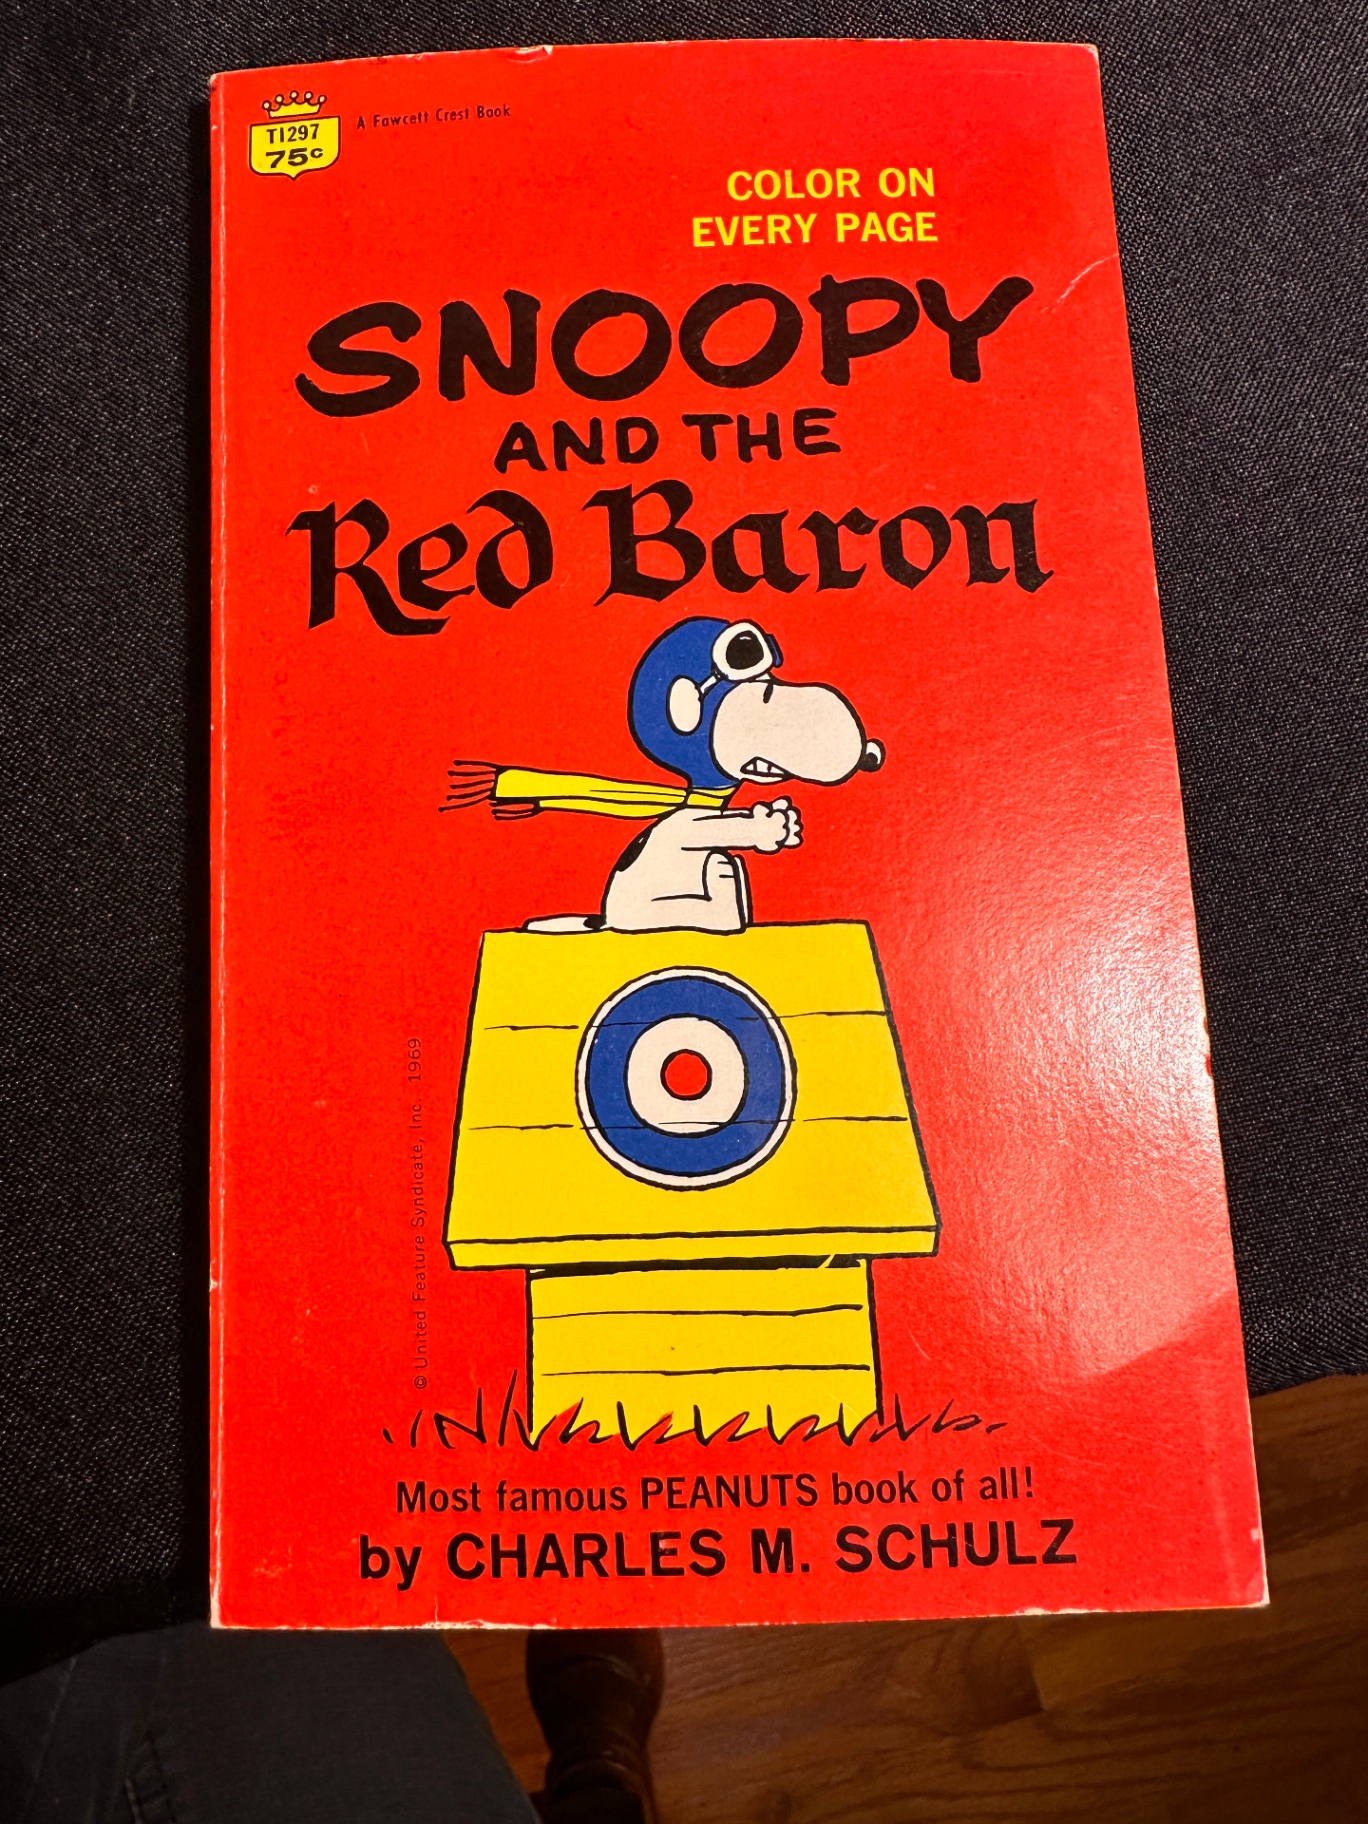 T1297
75c
A Fawcett Crest Book
COLOR ON
EVERY PAGE
SNOOPY
AND THE
Red Baron
© United Feature Syndicate, Inc. 1969
Most famous PEANUTS book of all!
by CHARLES M. SCHULZ